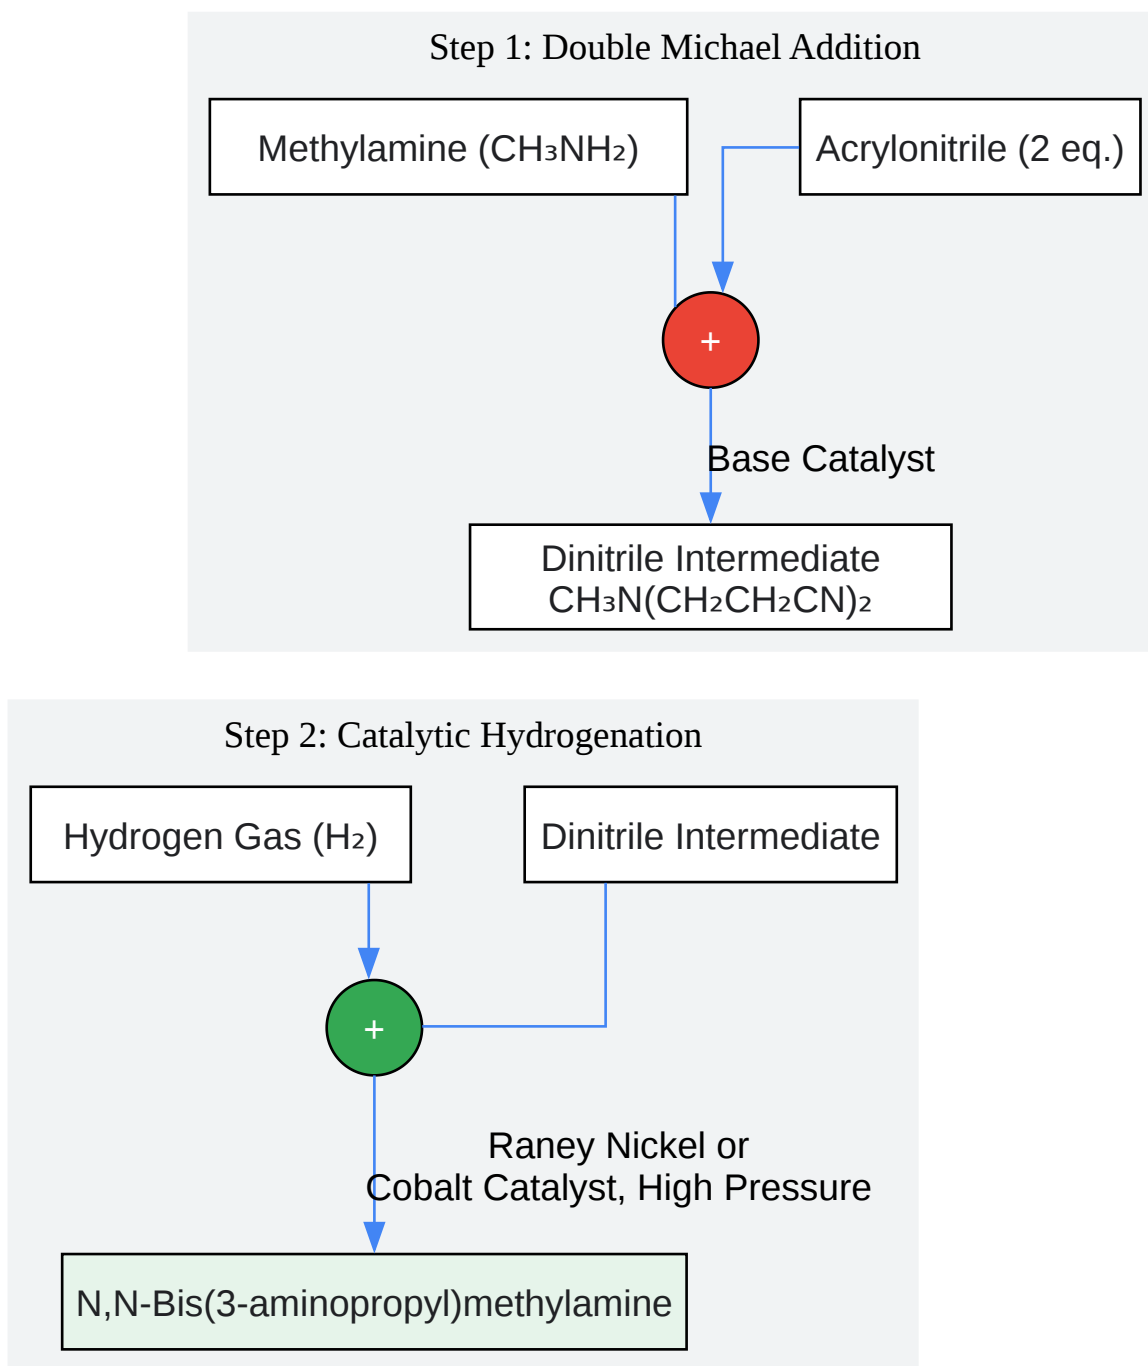 Step 1: Double Michael Addition
Methylamine (CH₃NH₂)
Acrylonitrile (2 eq.)
+
Base Catalyst
Dinitrile Intermediate
CH₃N(CH₂CH₂CN)₂
Step 2: Catalytic Hydrogenation
Hydrogen Gas (H₂)
Dinitrile Intermediate
+
Raney Nickel or
Cobalt Catalyst, High Pressure
N,N-Bis(3-aminopropyl)methylamine